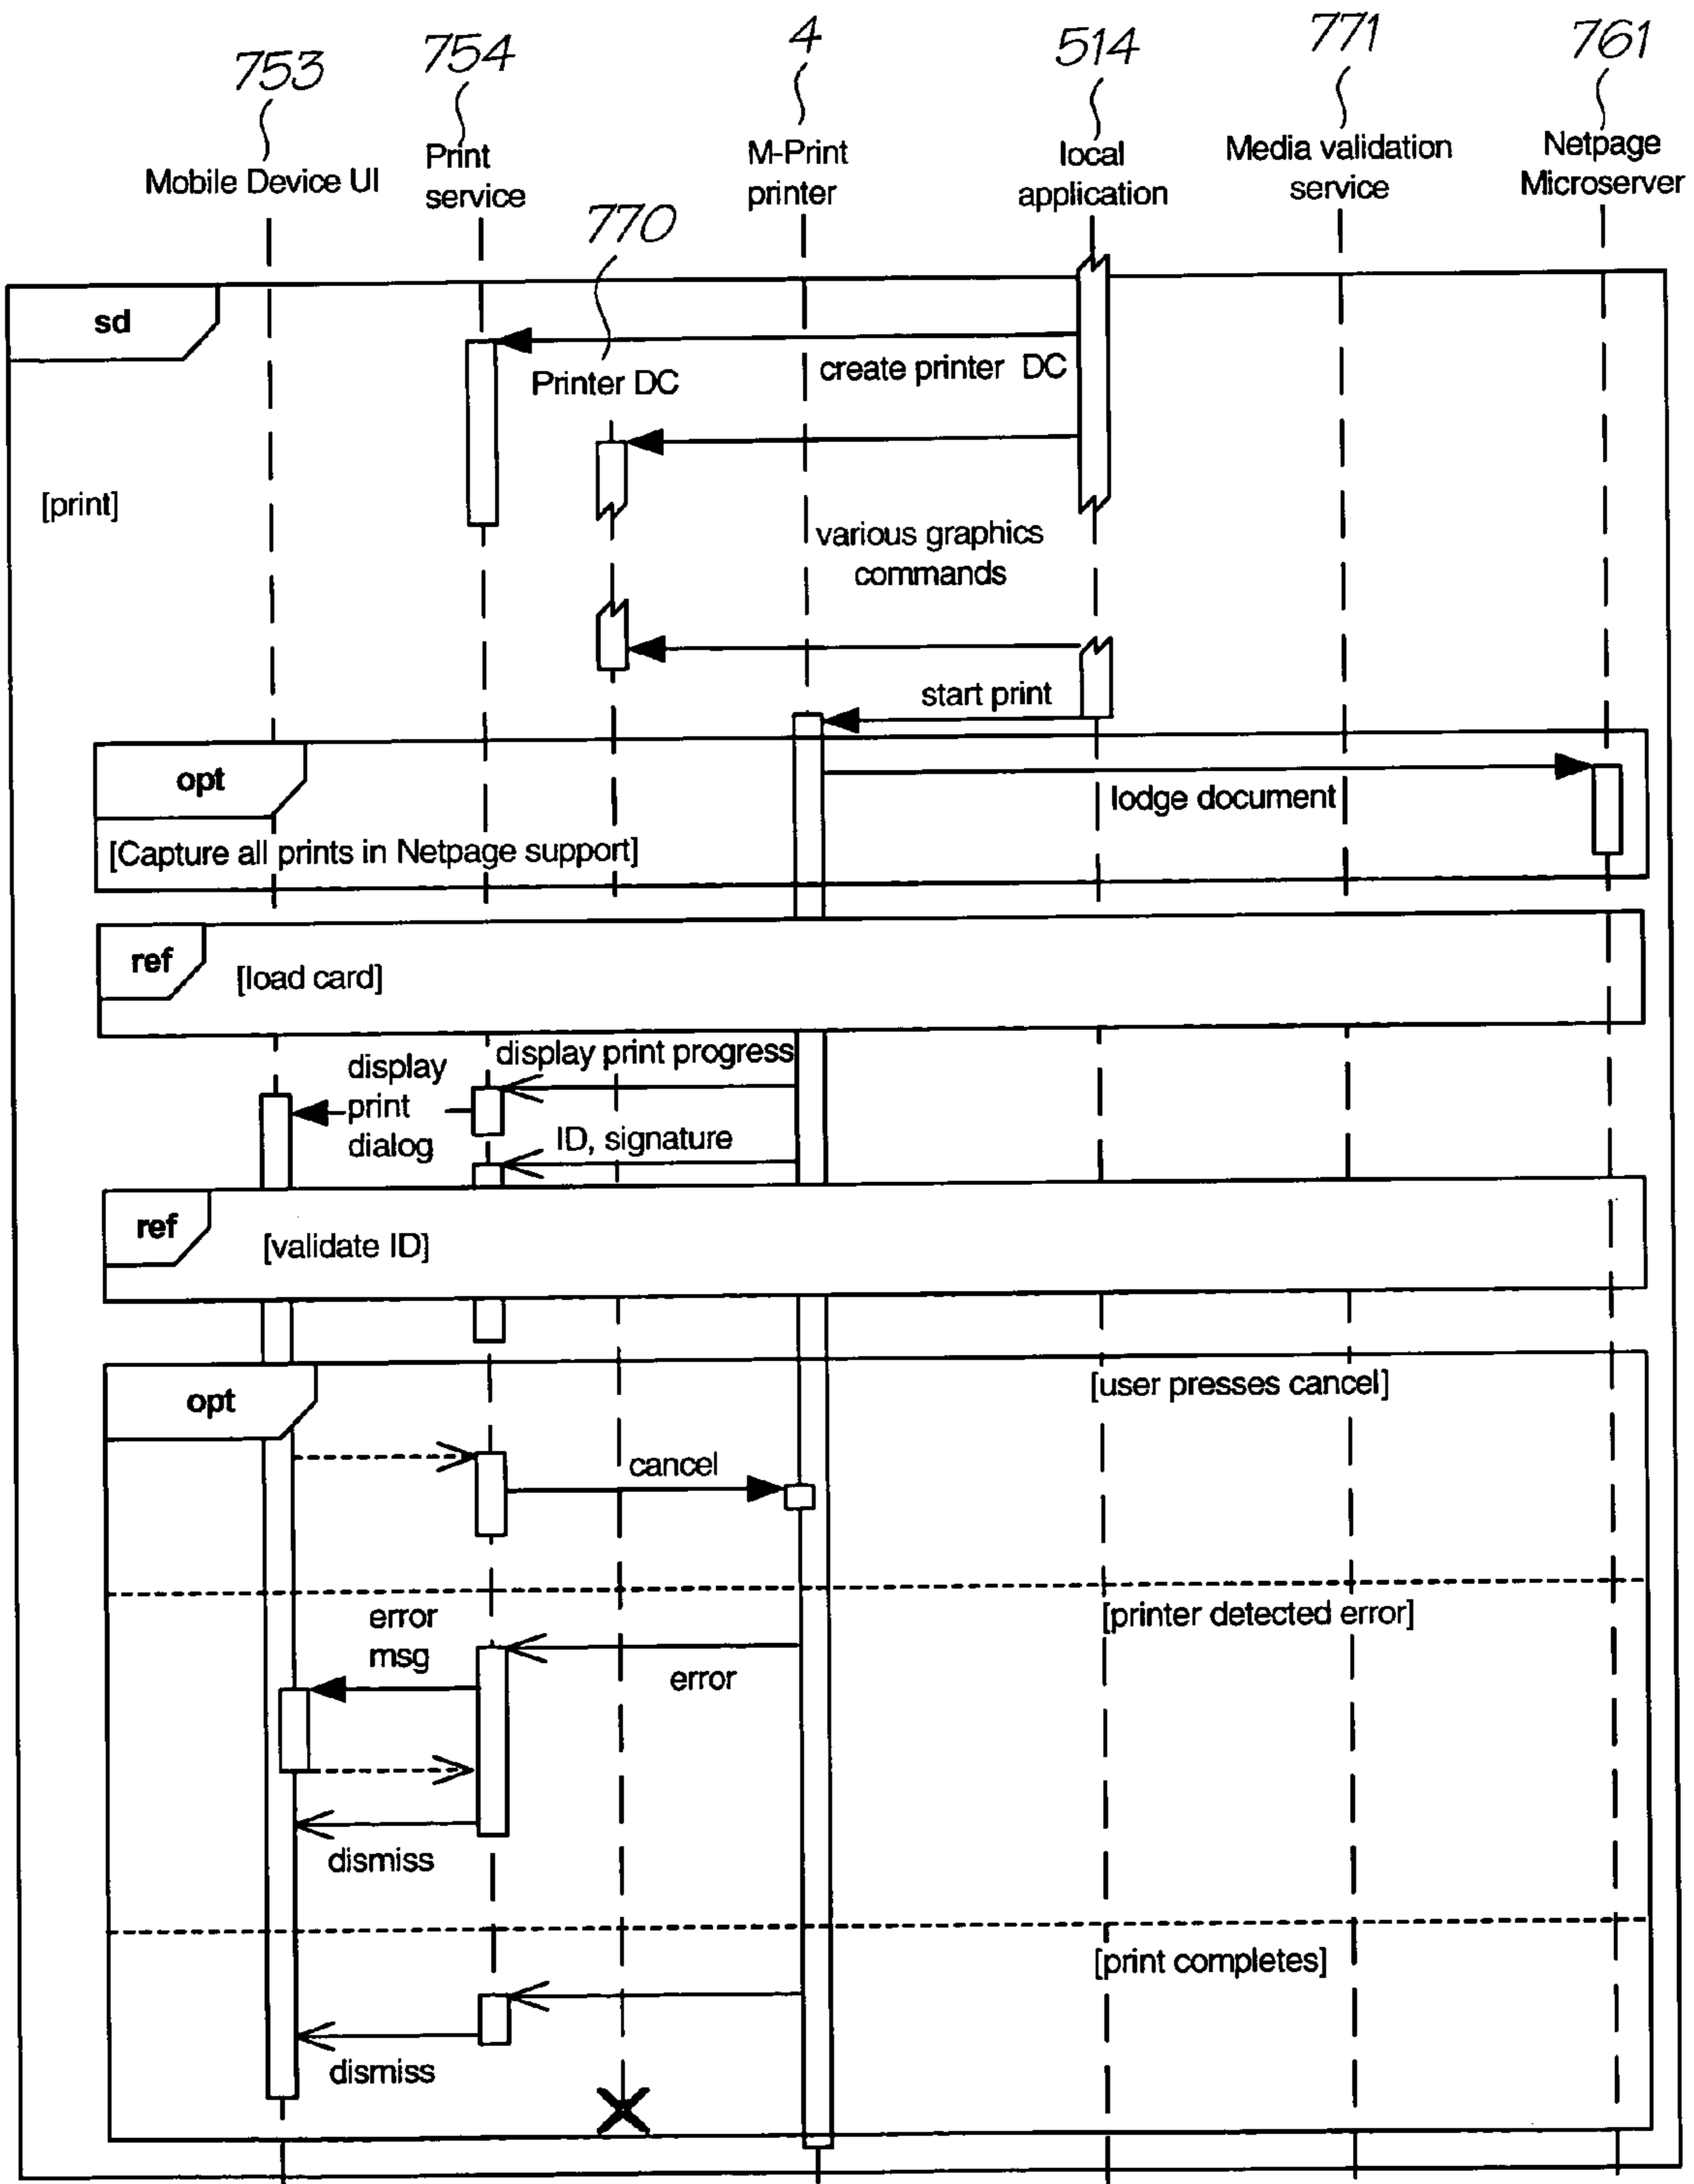 753
754
4
514
771
761
Mobile Device UI
Print
service
M-Print
printer
local
application
Media validation
service
Netpage
Microserver
770
sd
create printer DC
Printer DC
[print]
various graphics
commands
start print
opt
lodge document
[Capture all prints in Netpage support]
ref
[load card]
display print progress
display
print
dialog
ID, signature
ref
[validate ID]
opt
[user presses cancel]
cancel
[printer detected error]
error
msg
error
dismiss
[print completes]
dismiss